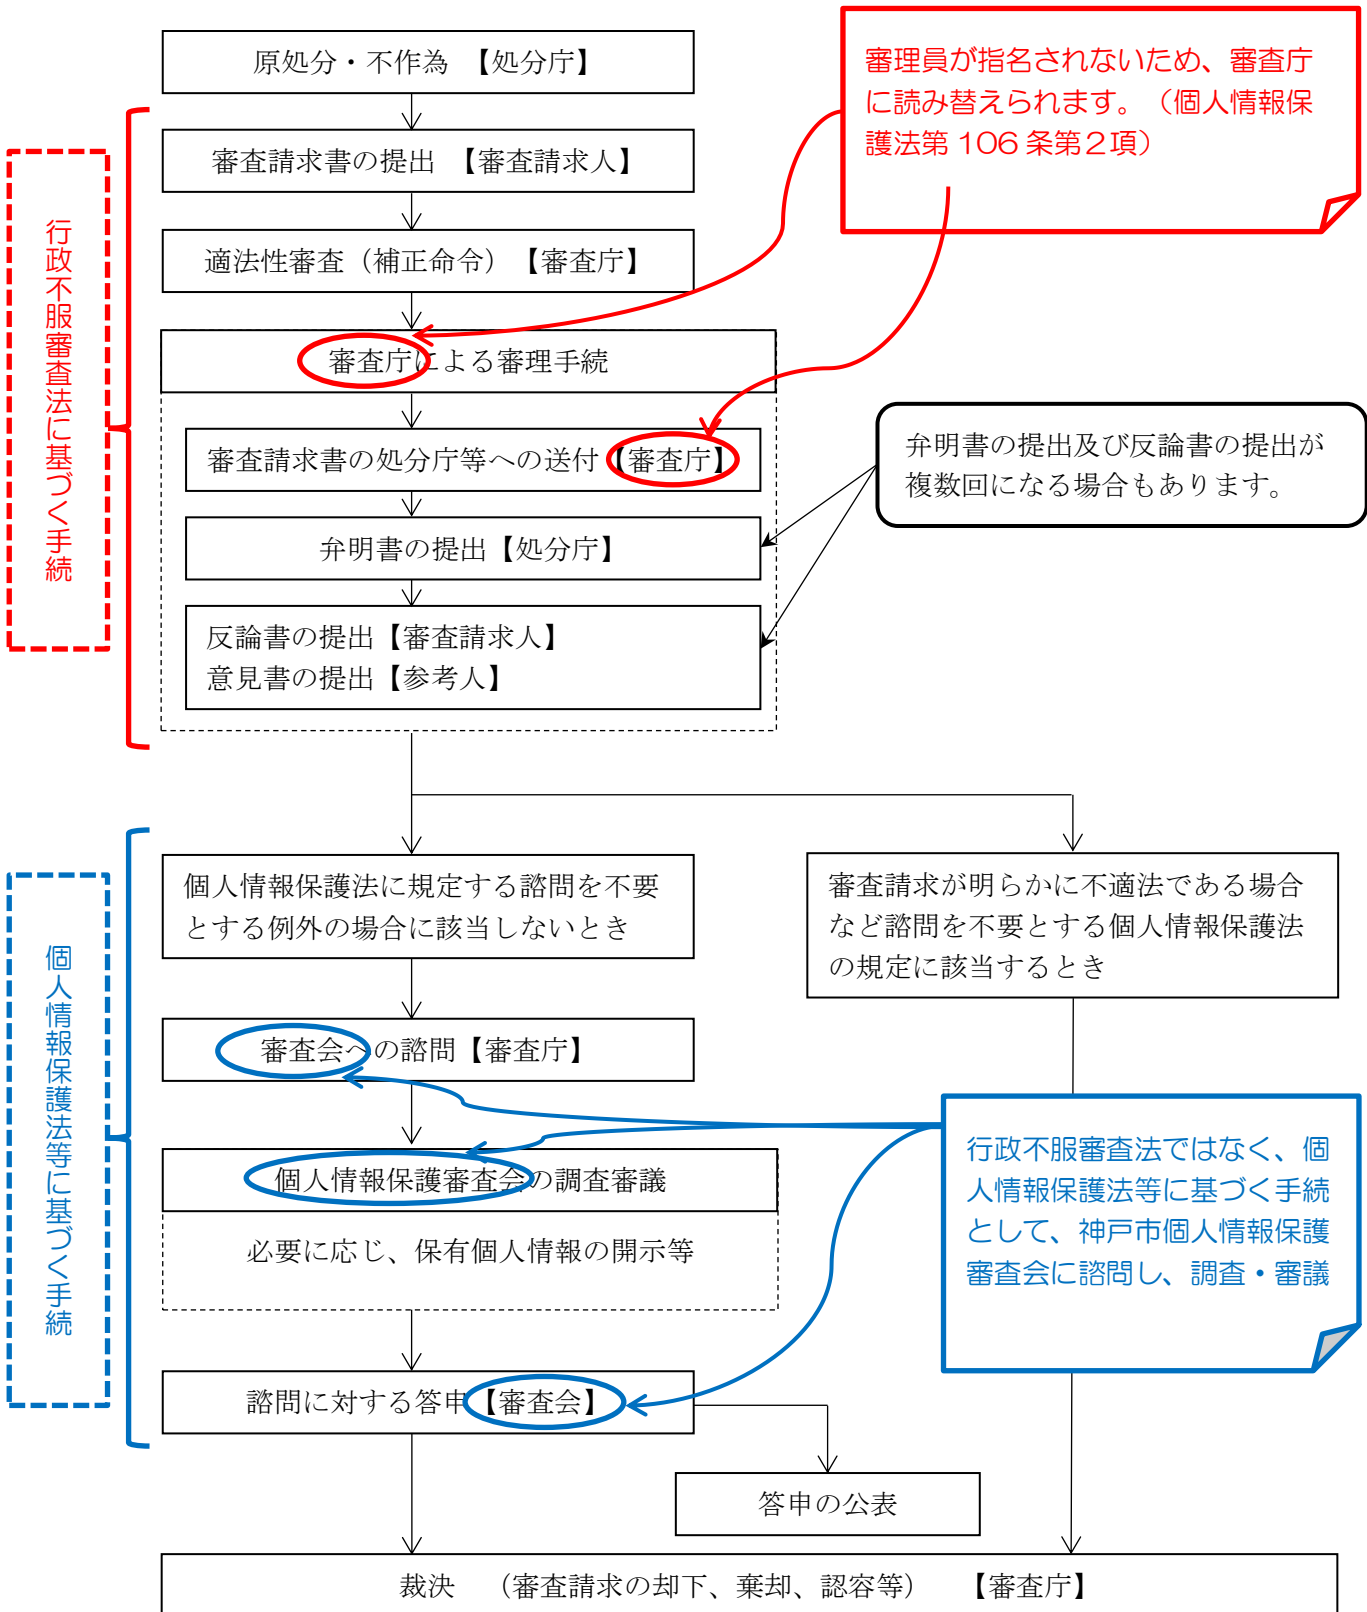 原処分・不作為 【処分庁】
審理員が指名されないため、審査庁
に読み替えられます。（個人情報保
護法第 106 条第２項）
審査請求書の提出 【審査請求人】
行政不服審査法に基づく手続
適法性審査（補正命令）【審査庁】
審査庁による審理手続
審査請求書の処分庁等への送付【審査庁】
弁明書の提出及び反論書の提出が
複数回になる場合もあります。
弁明書の提出【処分庁】
反論書の提出【審査請求人】
意見書の提出【参考人】
個人情報保護法に規定する諮問を不要
とする例外の場合に該当しないとき
審査請求が明らかに不適法である場合
など諮問を不要とする個人情報保護法
の規定に該当するとき
個人情報保護法等に基づく手続
審査会への諮問【審査庁】
個人情報保護審査会の調査審議
必要に応じ、保有個人情報の開示等
行政不服審査法ではなく、個
人情報保護法等に基づく手続
として、神戸市個人情報保護
審査会に諮問し、調査・審議
諮問に対する答申【審査会】
答申の公表
裁決 （審査請求の却下、棄却、認容等） 【審査庁】